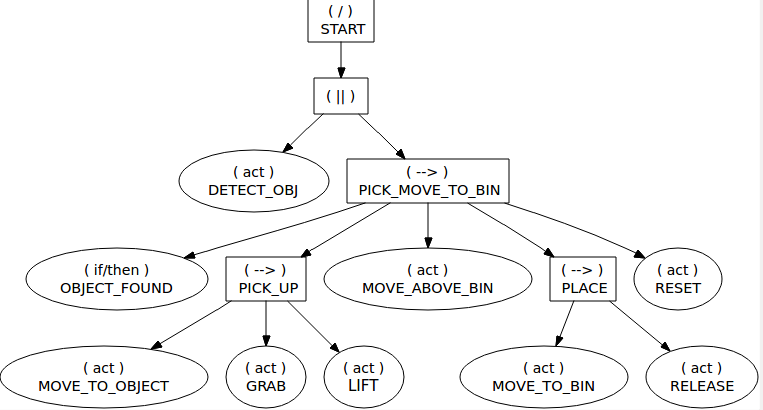 ( / )
START
( || )
( act )
DETECT_OBJ
( --> )
PICK_MOVE_TO_BIN
( if/then )
OBJECT_FOUND
( --> )
PICK_UP
( act )
MOVE_ABOVE_BIN
( --> )
PLACE
( act )
RESET
( act )
MOVE_TO_OBJECT
( act )
GRAB
( act )
LIFT
( act )
MOVE_TO_BIN
( act )
RELEASE